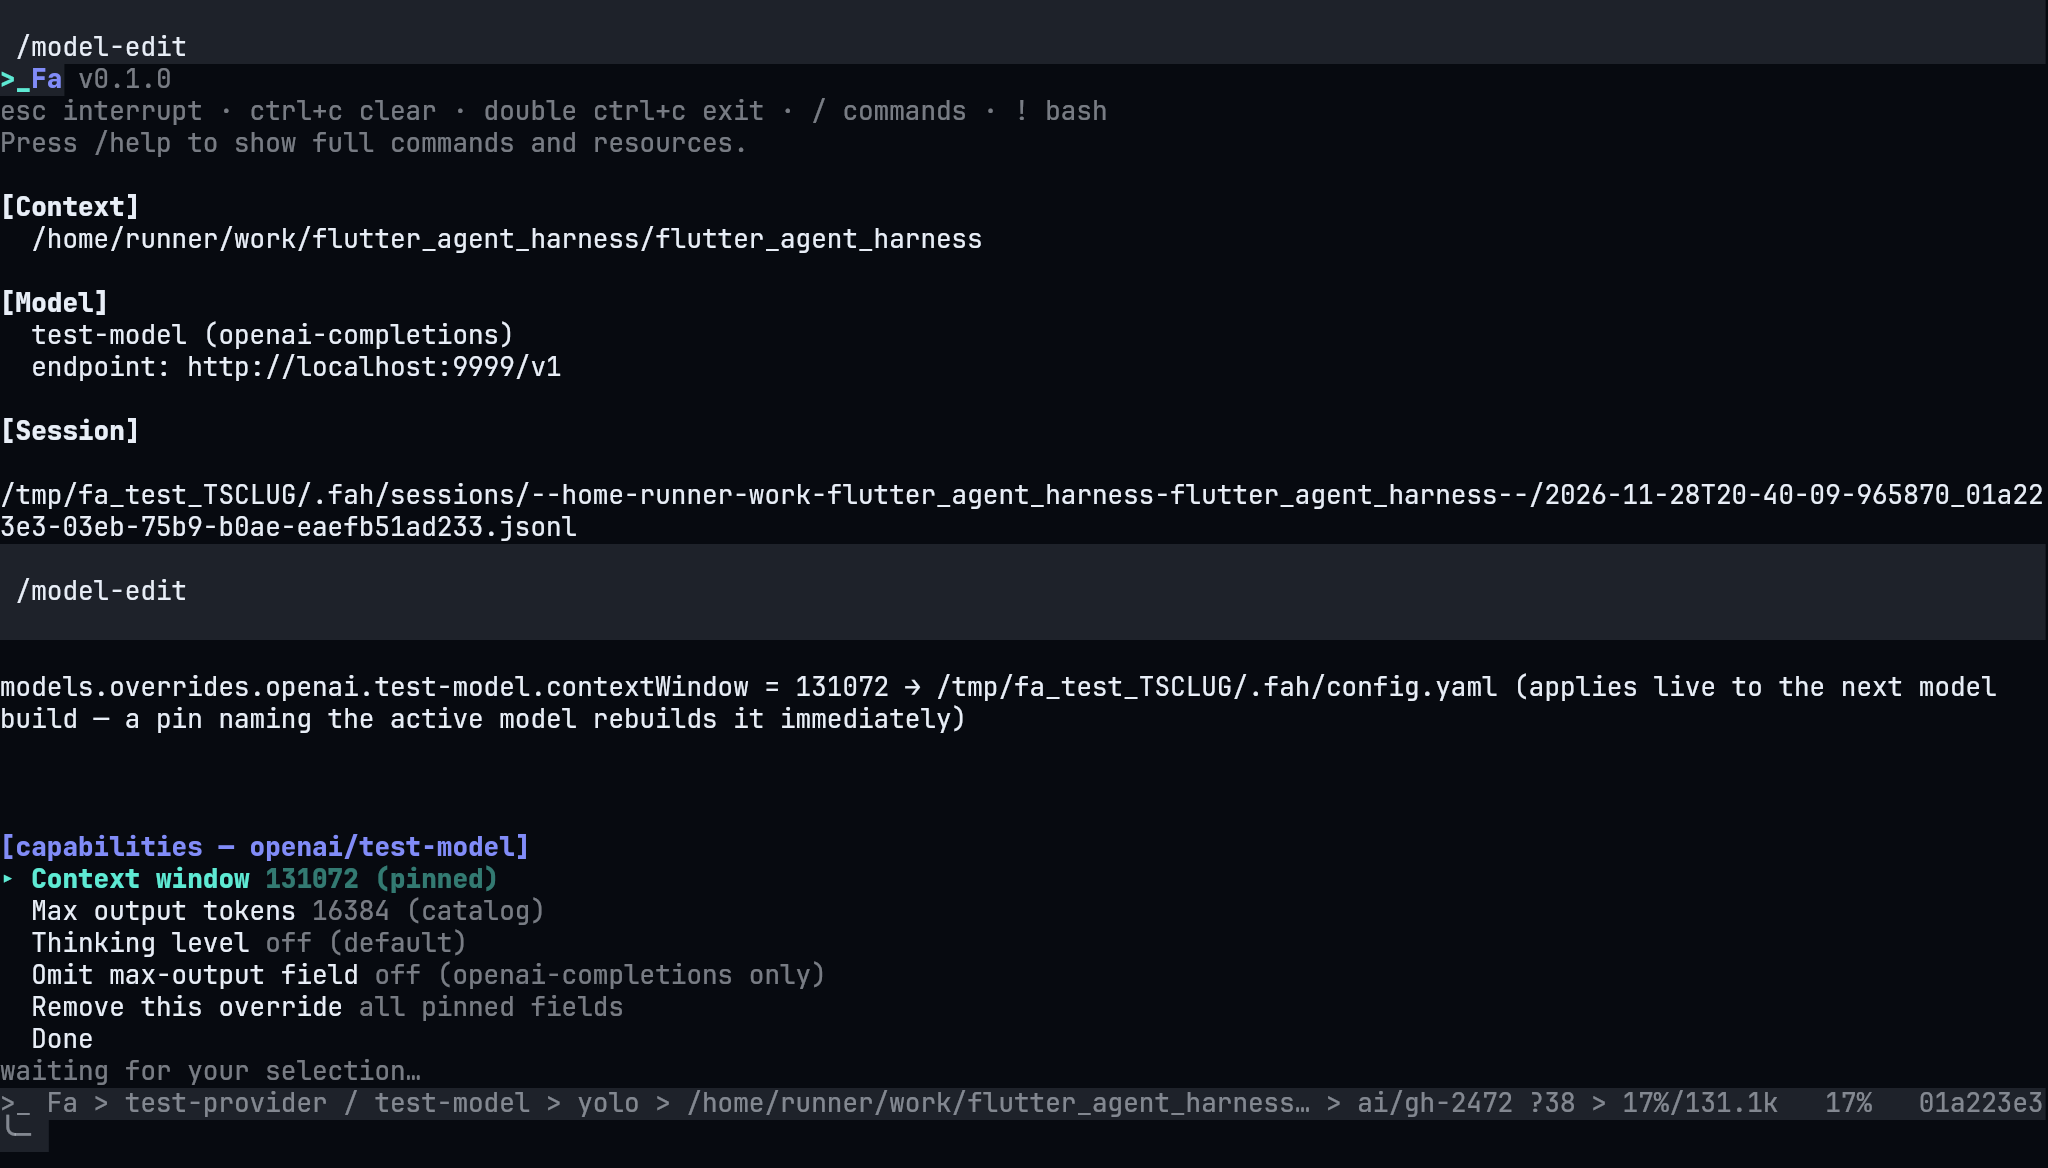 /model-edit
>_Fa v0.1.0
esc interrupt · ctrl+c clear · double ctrl+c exit · / commands · ! bash
Press /help to show full commands and resources.
[Context]
/home/runner/work/flutter_agent_harness/flutter_agent_harness
[Model]
test-model (openai-completions)
endpoint: http://localhost:9999/v1
[Session]
/tmp/fa_test_TSCLUG/.fah/sessions/--home-runner-work-flutter_agent_harness-flutter_agent_harness--/2026-11-28T20-40-09-965870_01a22
3e3-03eb-75b9-b0ae-eaefb51ad233.jsonl
/model-edit
models.overrides.openai.test-model.contextWindow = 131072 → /tmp/fa_test_TSCLUG/.fah/config.yaml (applies live to the next model
build — a pin naming the active model rebuilds it immediately)
[capabilities — openai/test-model]
▸ Context window 131072 (pinned)
Max output tokens 16384 (catalog)
Thinking level off (default)
Omit max-output field off (openai-completions only)
Remove this override all pinned fields
Done
waiting for your selection…
>_ Fa > test-provider / test-model > yolo > /home/runner/work/flutter_agent_harness… > ai/gh-2472 ?38 > 17%/131.1k 17% 01a223e3